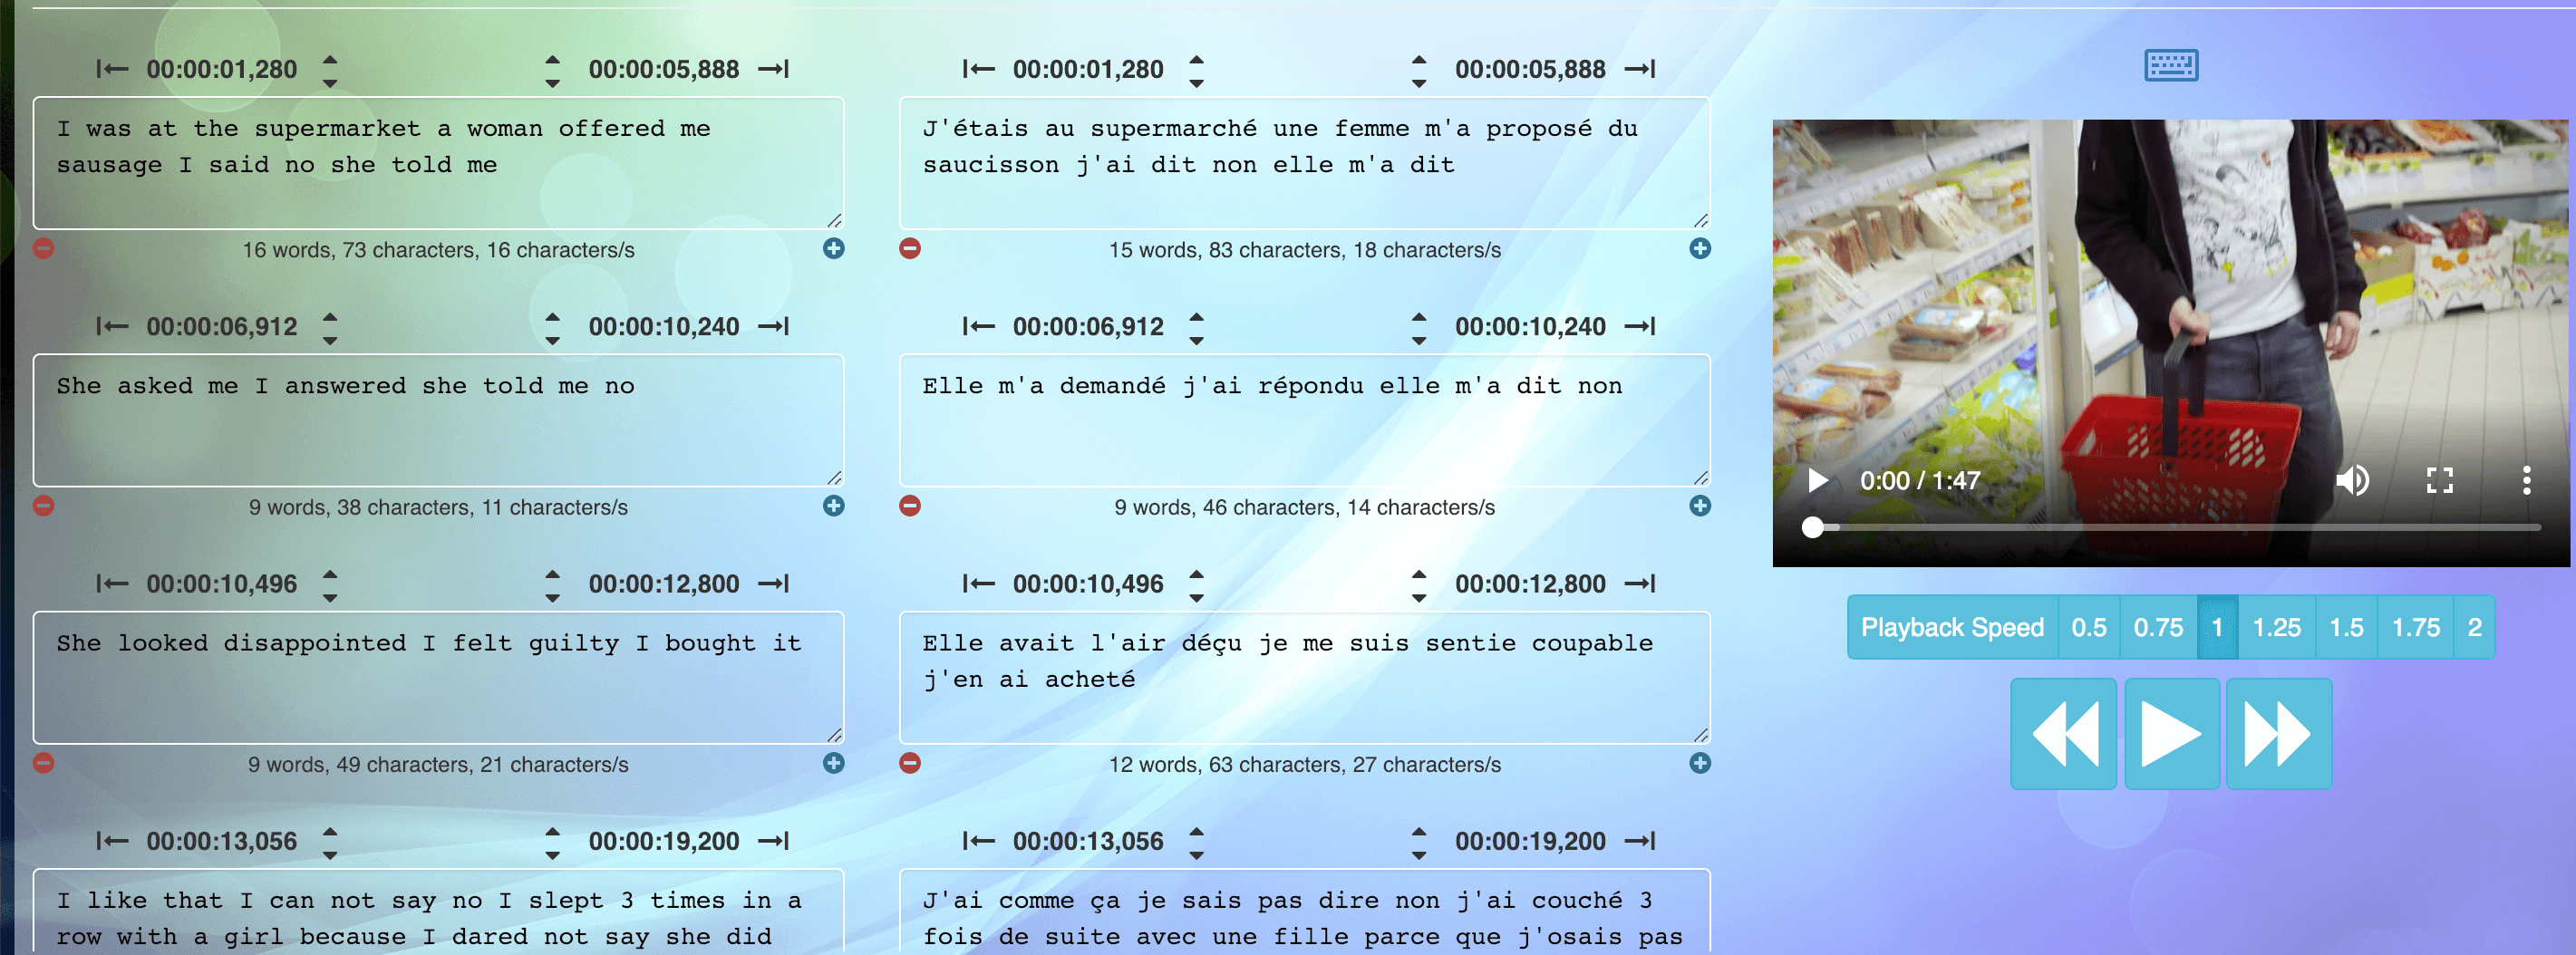 00:00:01,280 00:00:05,888
I was at the supermarket a woman offered me
sausage I said no she told me
16 words, 73 characters, 16 characters/s
00:00:01,280 00:00:05,888
J'étais au supermarché une femme m'a proposé du
saucisson j'ai dit non elle m'a dit
15 words, 83 characters, 18 characters/s
00:00:06,912 00:00:10,240
She asked me I answered she told me no
9 words, 38 characters, 11 characters/s
00:00:06,912 00:00:10,240
Elle m'a demandé j'ai répondu elle m'a dit non
9 words, 46 characters, 14 characters/s
00:00:10,496 00:00:12,800
She looked disappointed I felt guilty I bought it
9 words, 49 characters, 21 characters/s
00:00:10,496 00:00:12,800
Elle avait l'air déçu je me suis sentie coupable
j'en ai acheté
12 words, 63 characters, 27 characters/s
00:00:13,056 00:00:19,200
I like that I can not say no I slept 3 times in a
row with a girl because I dared not say she did
00:00:13,056 00:00:19,200
J'ai comme ça je sais pas dire non j'ai couché 3
fois de suite avec une fille parce que j'osais pas
0:00 / 1:47
Playback Speed 0.5 0.75 1 1.25 1.5 1.75 2